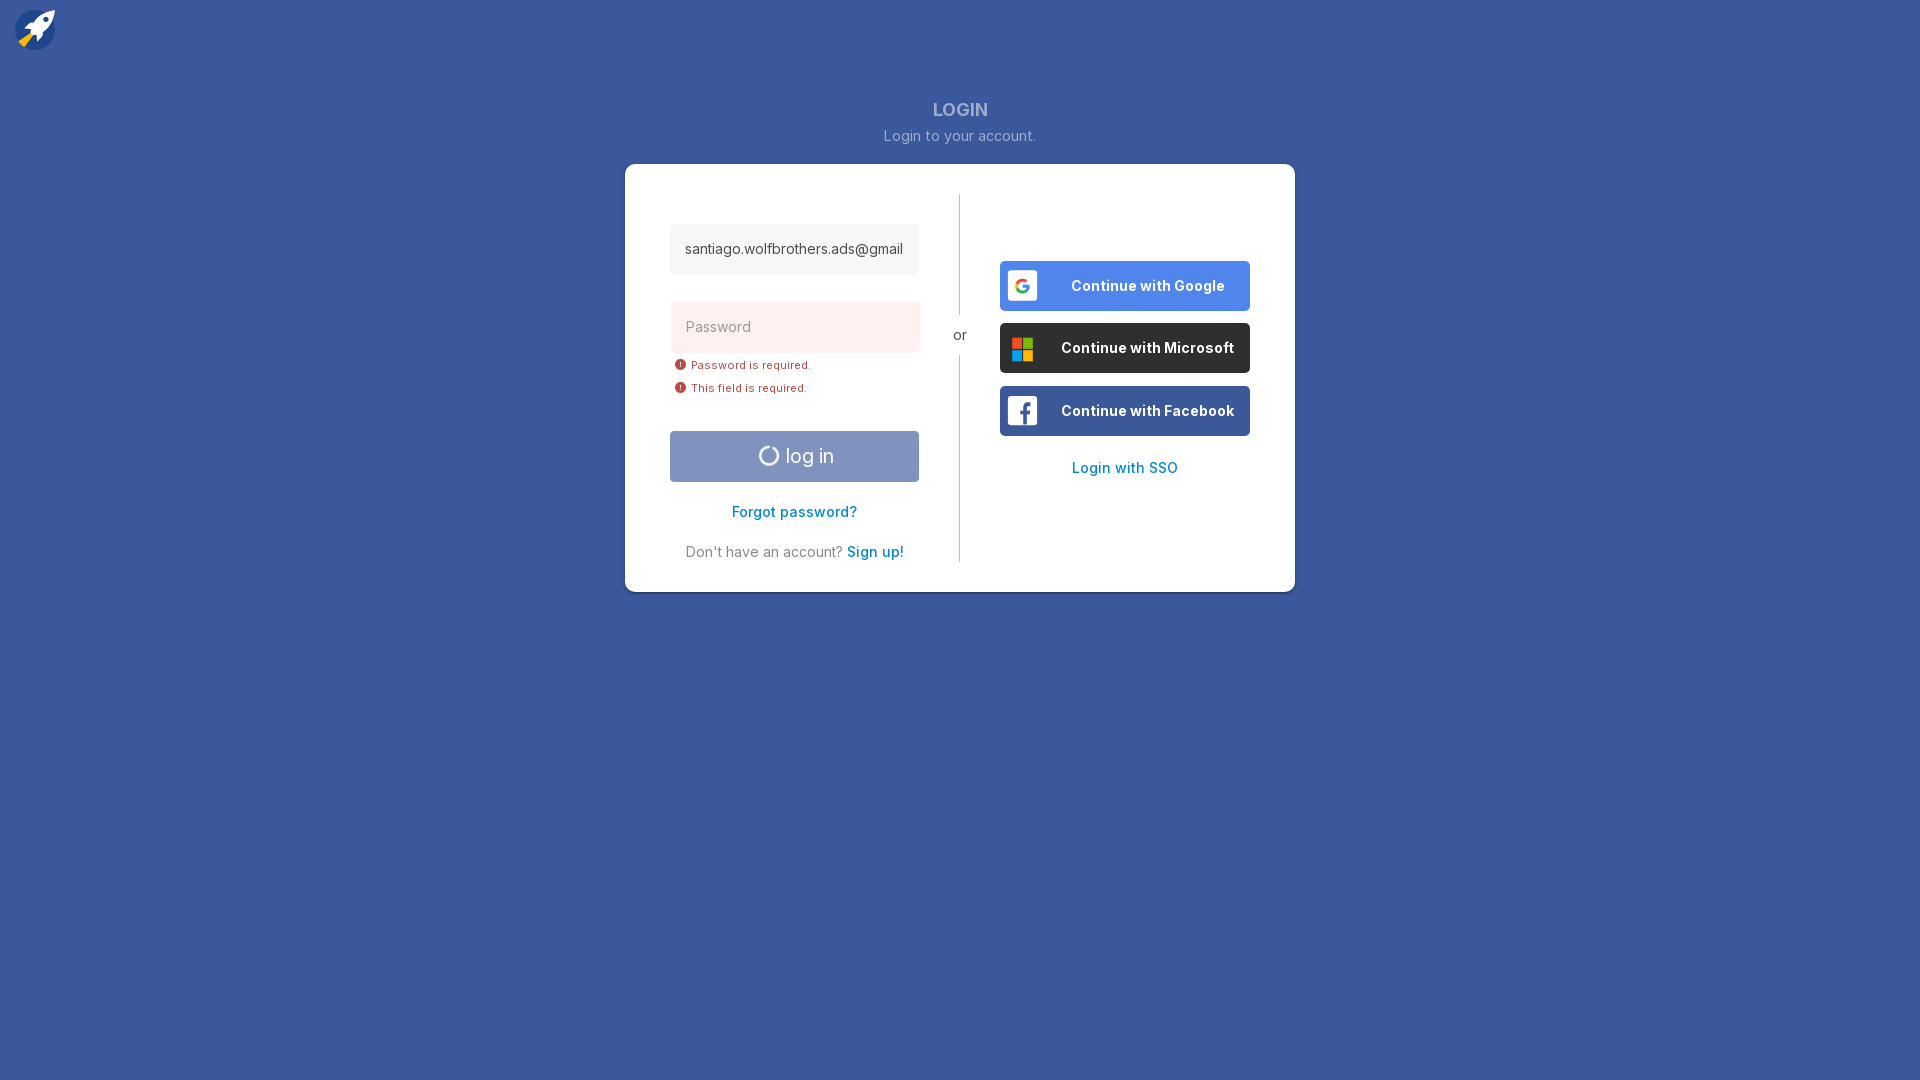 LOGIN
Login to your account.
santiago.wolfbrothers.ads@gmail
Password
Password is required.
This field is required.
log in
Forgot password?
Don't have an account? Sign up!
or
Continue with Google
Continue with Microsoft
Continue with Facebook
Login with SSO